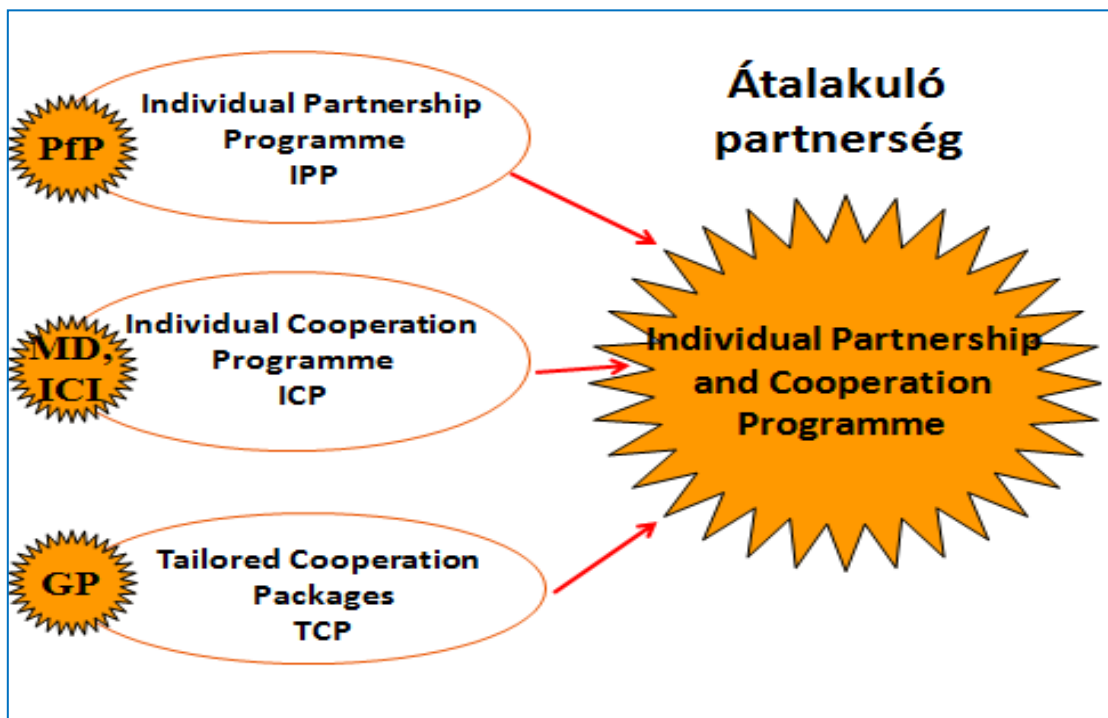 Átalakuló
partnerség
PfP
Individual Partnership
Programme
IPP
MD,
ICI
Individual Cooperation
Programme
ICP
GP
Tailored Cooperation
Packages
TCP
Individual Partnership
and Cooperation
Programme